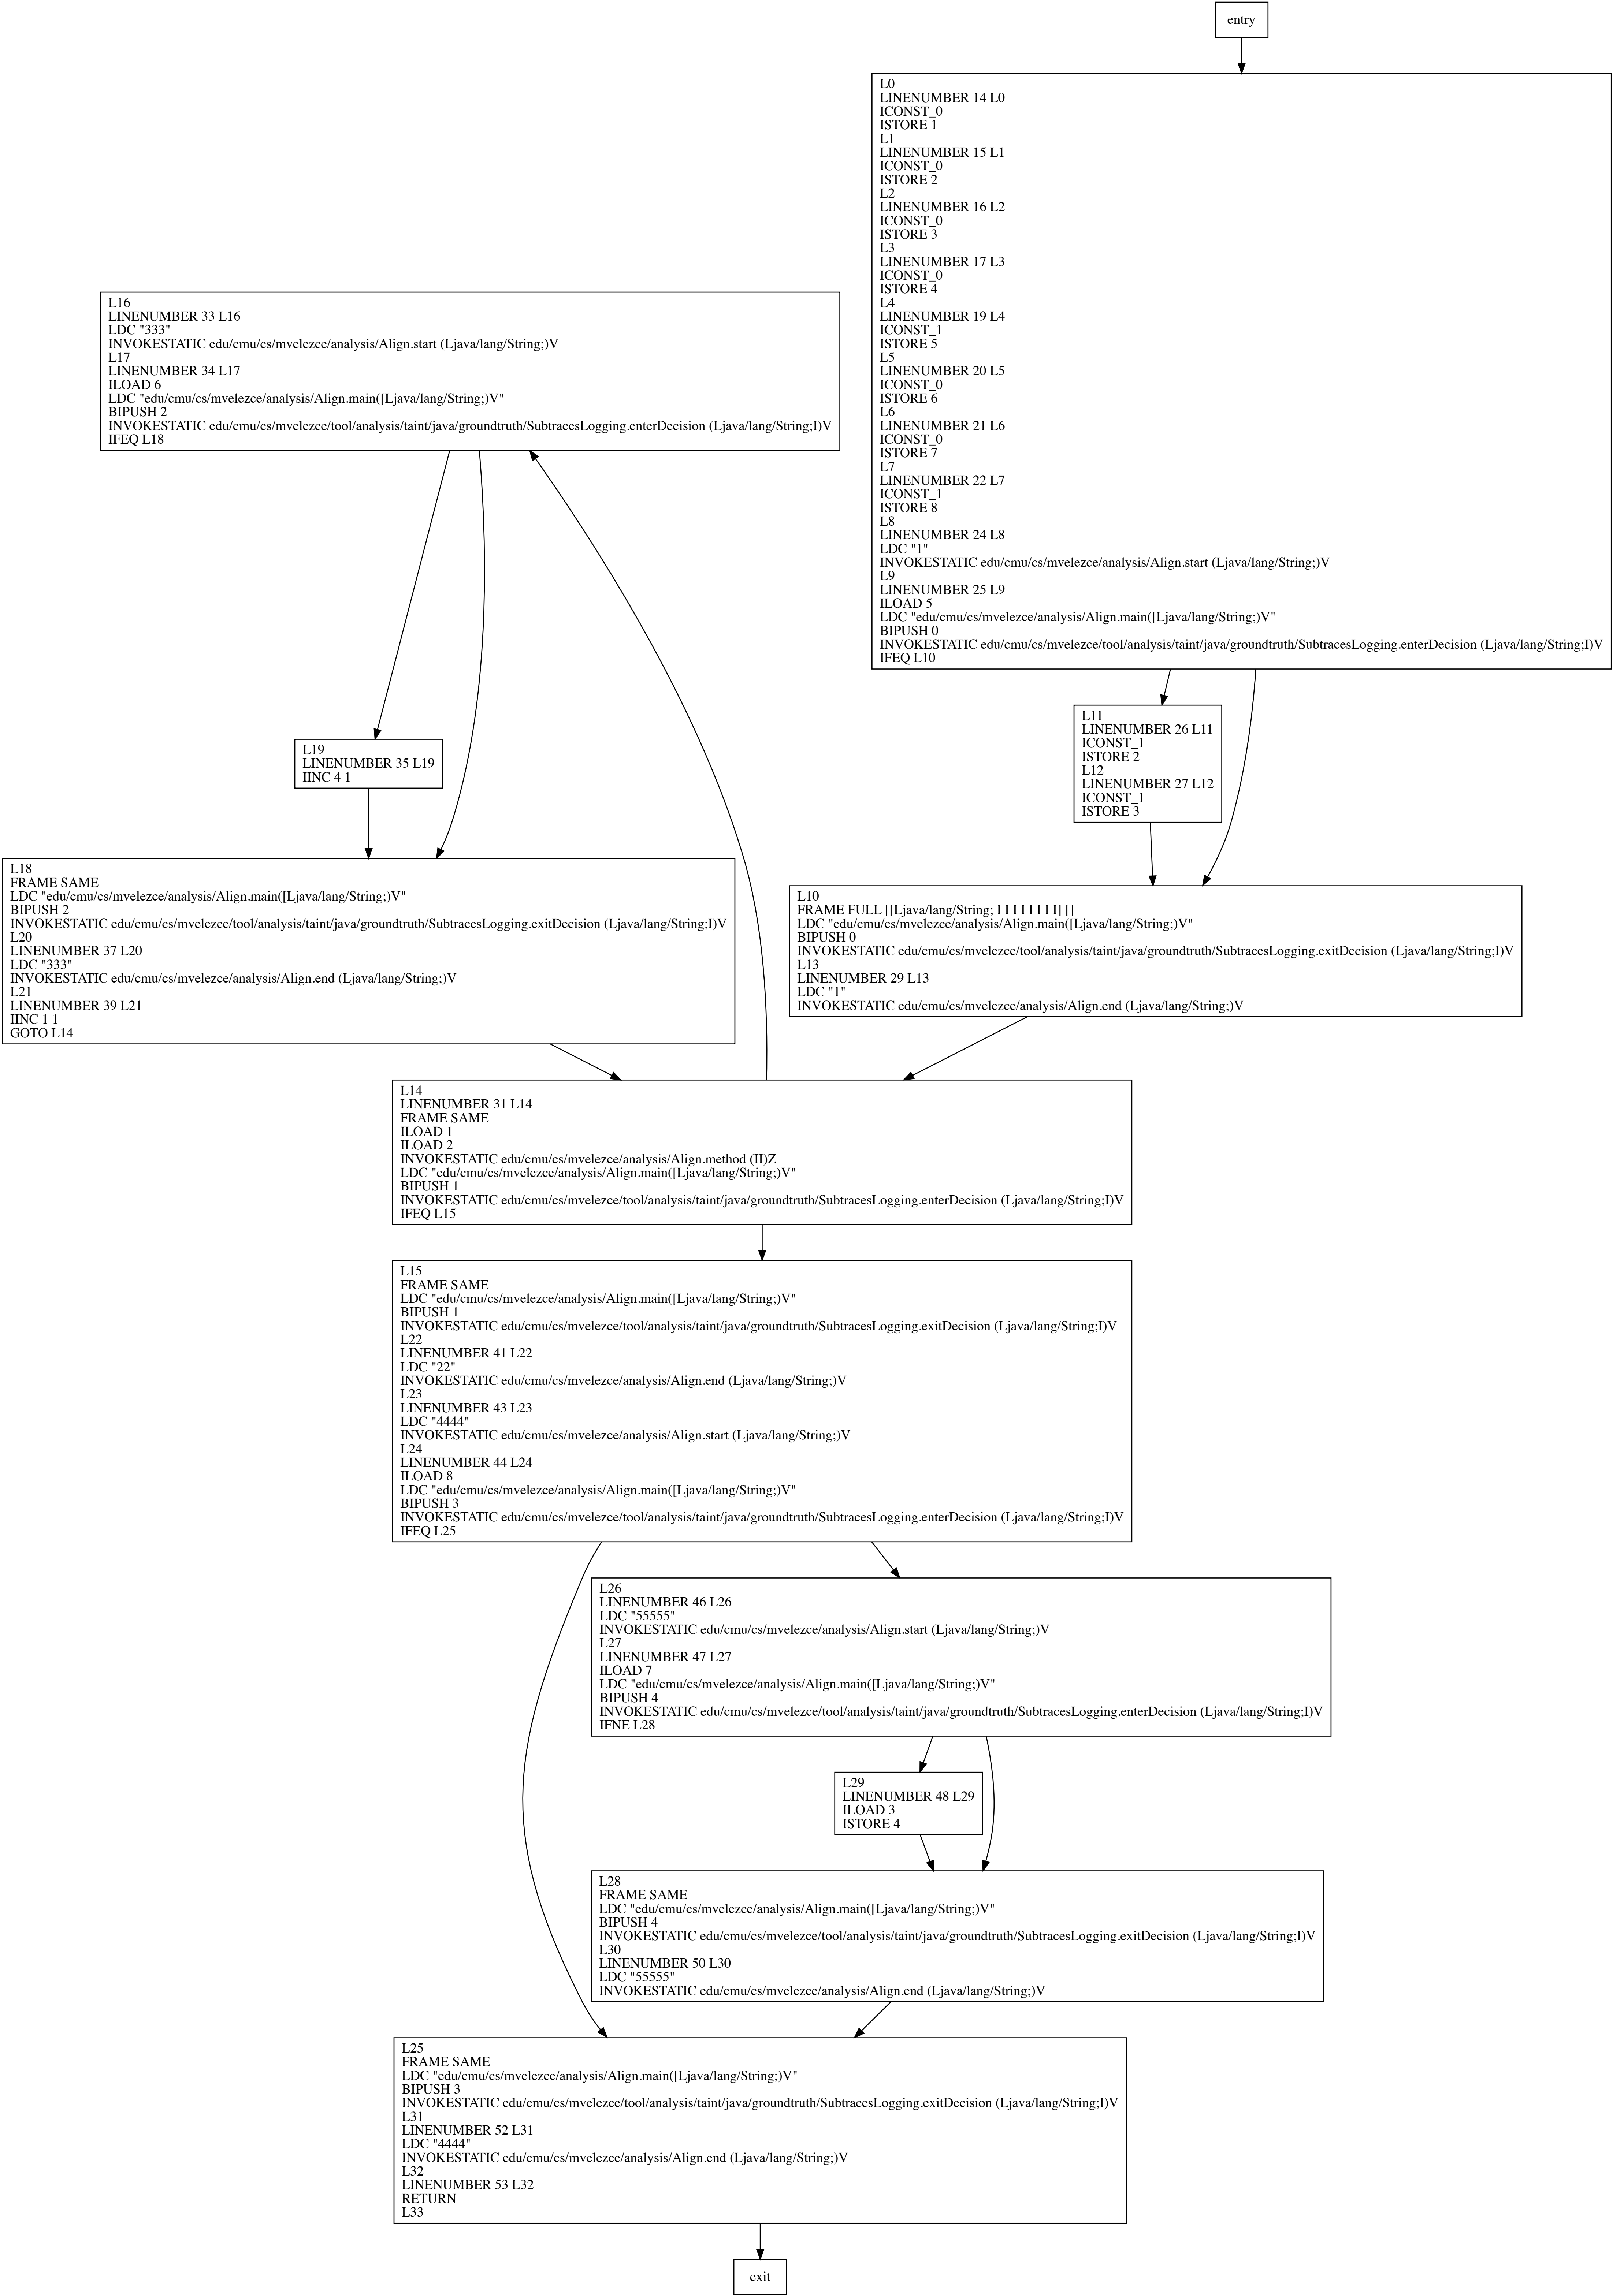 entry
L0
LINENUMBER 14 L0
ICONST_0
ISTORE 1
L1
LINENUMBER 15 L1
ICONST_0
ISTORE 2
L2
LINENUMBER 16 L2
ICONST_0
ISTORE 3
L3
LINENUMBER 17 L3
ICONST_0
ISTORE 4
L4
LINENUMBER 19 L4
ICONST_1
ISTORE 5
L5
LINENUMBER 20 L5
ICONST_0
ISTORE 6
L6
LINENUMBER 21 L6
ICONST_0
ISTORE 7
L7
LINENUMBER 22 L7
ICONST_1
ISTORE 8
L8
LINENUMBER 24 L8
LDC "1"
INVOKESTATIC edu/cmu/cs/mvelezce/analysis/Align.start (Ljava/lang/String;)V
L9
LINENUMBER 25 L9
ILOAD 5
LDC "edu/cmu/cs/mvelezce/analysis/Align.main([Ljava/lang/String;)V"
BIPUSH 0
INVOKESTATIC edu/cmu/cs/mvelezce/tool/analysis/taint/java/groundtruth/SubtracesLogging.enterDecision (Ljava/lang/String;I)V
IFEQ L10
L16
LINENUMBER 33 L16
LDC "333"
INVOKESTATIC edu/cmu/cs/mvelezce/analysis/Align.start (Ljava/lang/String;)V
L17
LINENUMBER 34 L17
ILOAD 6
LDC "edu/cmu/cs/mvelezce/analysis/Align.main([Ljava/lang/String;)V"
BIPUSH 2
INVOKESTATIC edu/cmu/cs/mvelezce/tool/analysis/taint/java/groundtruth/SubtracesLogging.enterDecision (Ljava/lang/String;I)V
IFEQ L18
L11
LINENUMBER 26 L11
ICONST_1
ISTORE 2
L12
LINENUMBER 27 L12
ICONST_1
ISTORE 3
L19
LINENUMBER 35 L19
IINC 4 1
L18
FRAME SAME
LDC "edu/cmu/cs/mvelezce/analysis/Align.main([Ljava/lang/String;)V"
BIPUSH 2
INVOKESTATIC edu/cmu/cs/mvelezce/tool/analysis/taint/java/groundtruth/SubtracesLogging.exitDecision (Ljava/lang/String;I)V
L20
LINENUMBER 37 L20
LDC "333"
INVOKESTATIC edu/cmu/cs/mvelezce/analysis/Align.end (Ljava/lang/String;)V
L21
LINENUMBER 39 L21
IINC 1 1
GOTO L14
L10
FRAME FULL [[Ljava/lang/String; I I I I I I I I] []
LDC "edu/cmu/cs/mvelezce/analysis/Align.main([Ljava/lang/String;)V"
BIPUSH 0
INVOKESTATIC edu/cmu/cs/mvelezce/tool/analysis/taint/java/groundtruth/SubtracesLogging.exitDecision (Ljava/lang/String;I)V
L13
LINENUMBER 29 L13
LDC "1"
INVOKESTATIC edu/cmu/cs/mvelezce/analysis/Align.end (Ljava/lang/String;)V
L14
LINENUMBER 31 L14
FRAME SAME
ILOAD 1
ILOAD 2
INVOKESTATIC edu/cmu/cs/mvelezce/analysis/Align.method (II)Z
LDC "edu/cmu/cs/mvelezce/analysis/Align.main([Ljava/lang/String;)V"
BIPUSH 1
INVOKESTATIC edu/cmu/cs/mvelezce/tool/analysis/taint/java/groundtruth/SubtracesLogging.enterDecision (Ljava/lang/String;I)V
IFEQ L15
L15
FRAME SAME
LDC "edu/cmu/cs/mvelezce/analysis/Align.main([Ljava/lang/String;)V"
BIPUSH 1
INVOKESTATIC edu/cmu/cs/mvelezce/tool/analysis/taint/java/groundtruth/SubtracesLogging.exitDecision (Ljava/lang/String;I)V
L22
LINENUMBER 41 L22
LDC "22"
INVOKESTATIC edu/cmu/cs/mvelezce/analysis/Align.end (Ljava/lang/String;)V
L23
LINENUMBER 43 L23
LDC "4444"
INVOKESTATIC edu/cmu/cs/mvelezce/analysis/Align.start (Ljava/lang/String;)V
L24
LINENUMBER 44 L24
ILOAD 8
LDC "edu/cmu/cs/mvelezce/analysis/Align.main([Ljava/lang/String;)V"
BIPUSH 3
INVOKESTATIC edu/cmu/cs/mvelezce/tool/analysis/taint/java/groundtruth/SubtracesLogging.enterDecision (Ljava/lang/String;I)V
IFEQ L25
L26
LINENUMBER 46 L26
LDC "55555"
INVOKESTATIC edu/cmu/cs/mvelezce/analysis/Align.start (Ljava/lang/String;)V
L27
LINENUMBER 47 L27
ILOAD 7
LDC "edu/cmu/cs/mvelezce/analysis/Align.main([Ljava/lang/String;)V"
BIPUSH 4
INVOKESTATIC edu/cmu/cs/mvelezce/tool/analysis/taint/java/groundtruth/SubtracesLogging.enterDecision (Ljava/lang/String;I)V
IFNE L28
L29
LINENUMBER 48 L29
ILOAD 3
ISTORE 4
L28
FRAME SAME
LDC "edu/cmu/cs/mvelezce/analysis/Align.main([Ljava/lang/String;)V"
BIPUSH 4
INVOKESTATIC edu/cmu/cs/mvelezce/tool/analysis/taint/java/groundtruth/SubtracesLogging.exitDecision (Ljava/lang/String;I)V
L30
LINENUMBER 50 L30
LDC "55555"
INVOKESTATIC edu/cmu/cs/mvelezce/analysis/Align.end (Ljava/lang/String;)V
L25
FRAME SAME
LDC "edu/cmu/cs/mvelezce/analysis/Align.main([Ljava/lang/String;)V"
BIPUSH 3
INVOKESTATIC edu/cmu/cs/mvelezce/tool/analysis/taint/java/groundtruth/SubtracesLogging.exitDecision (Ljava/lang/String;I)V
L31
LINENUMBER 52 L31
LDC "4444"
INVOKESTATIC edu/cmu/cs/mvelezce/analysis/Align.end (Ljava/lang/String;)V
L32
LINENUMBER 53 L32
RETURN
L33
exit